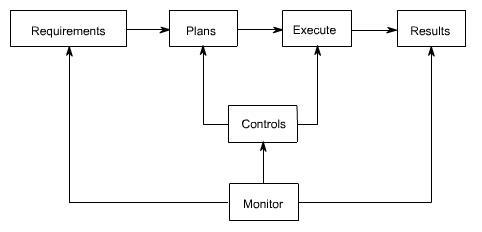 Requirements
Plans
Execute
Results
Controls
Monitor